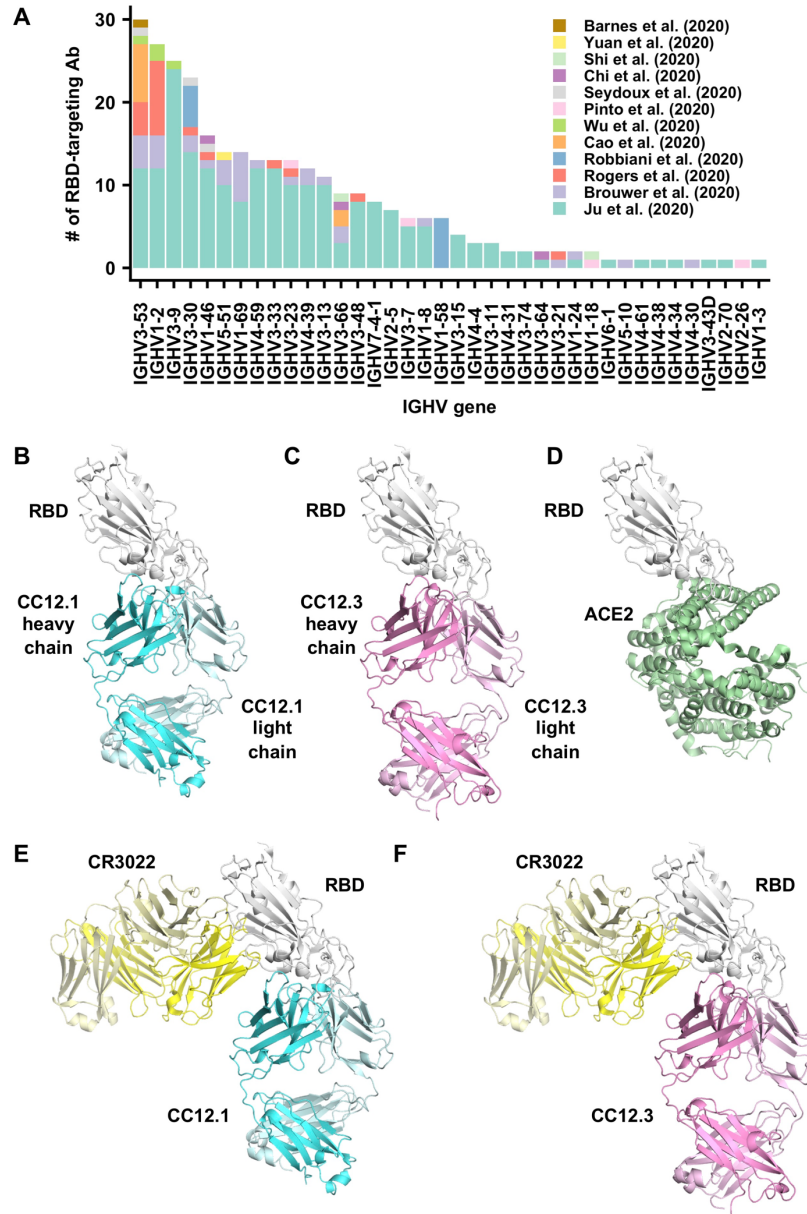 A
# of RBD-targeting Ab
30
20
10
0
Barnes et al. (2020)
Yuan et al. (2020)
Shi et al. (2020)
Chi et al. (2020)
Seydoux et al. (2020)
Pinto et al. (2020)
Wu et al. (2020)
Cao et al. (2020)
Robbiani et al. (2020)
Rogers et al. (2020)
Brouwer et al. (2020)
Ju et al. (2020)
IGHV3-53
IGHV1-2
IGHV3-9
IGHV3-30
IGHV1-46
IGHV5-51
IGHV1-69
IGHV4-59
IGHV3-33
IGHV3-23
IGHV4-39
IGHV3-13
IGHV3-66
IGHV3-48
IGHV7-4-1
IGHV2-5
IGHV3-7
IGHV1-8
IGHV1-58
IGHV3-15
IGHV4-4
IGHV3-11
IGHV4-31
IGHV3-74
IGHV3-64
IGHV3-21
IGHV1-24
IGHV1-18
IGHV6-1
IGHV5-10
IGHV4-61
IGHV4-38
IGHV4-34
IGHV4-30
IGHV3-43D
IGHV2-70
IGHV2-26
IGHV1-3
IGHV gene
B
RBD
CC12.1
heavy
chain
CC12.1
light
chain
C
RBD
CC12.3
heavy
chain
CC12.3
light
chain
D
RBD
ACE2
E
CR3022
RBD
CC12.1
F
CR3022
RBD
CC12.3